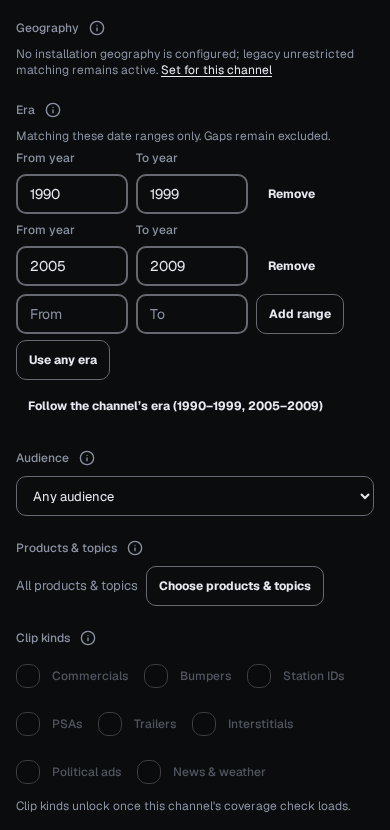 Geography
No installation geography is configured; legacy unrestricted
matching remains active. Set for this channel
Era
Matching these date ranges only. Gaps remain excluded.
From year To year
1990 1999 Remove
From year To year
2005 2009 Remove
From To Add range
Use any era
Follow the channel's era (1990–1999, 2005–2009)
Audience
Any audience
Products & topics
All products & topics Choose products & topics
Clip kinds
Commercials Bumpers Station IDs
PSAs Trailers Interstitials
Political ads News & weather
Clip kinds unlock once this channel's coverage check loads.